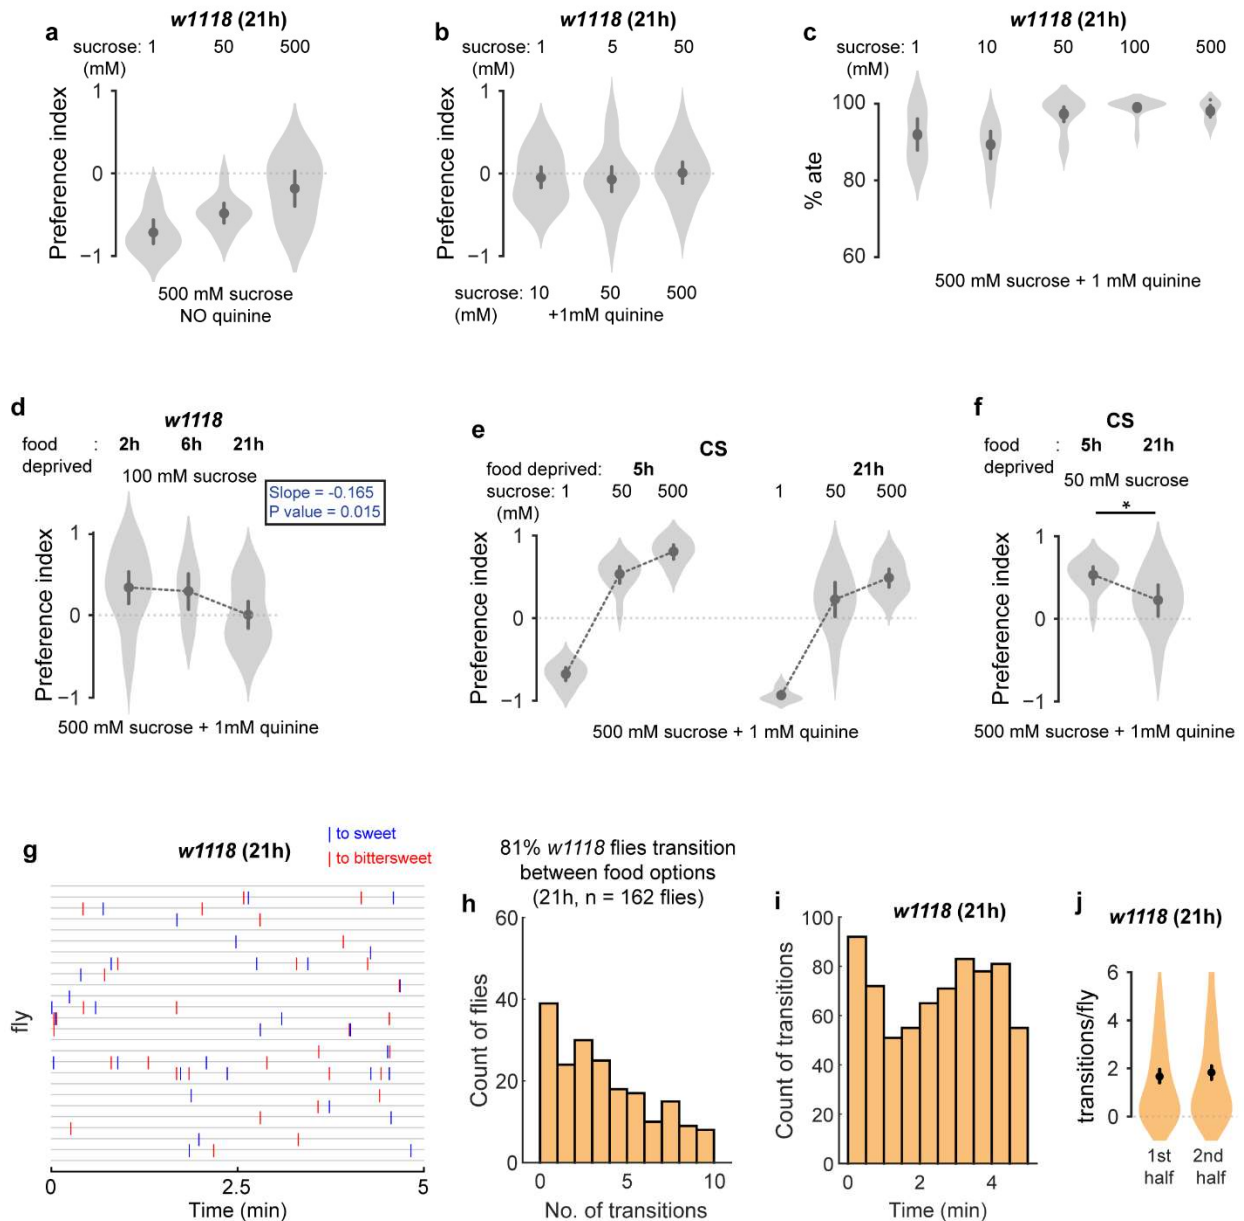 a
w1118 (21h)
sucrose: 1 50 500
(mM)
Preference index
1
0
−1
500 mM sucrose
NO quinine
b
w1118 (21h)
sucrose: 1 5 50
(mM)
Preference index
1
0
−1
sucrose: 10 50 500
(mM) +1mM quinine
c
w1118 (21h)
sucrose: 1 10 50 100 500
(mM)
% ate
100
80
60
500 mM sucrose + 1 mM quinine
d
w1118
food : 2h 6h 21h
deprived
100 mM sucrose
Slope = -0.165
P value = 0.015
Preference index
1
0
−1
500 mM sucrose + 1mM quinine
e
CS
food deprived: 5h 21h
sucrose: 1 50 500 1 50 500
(mM)
Preference index
1
0
−1
500 mM sucrose + 1 mM quinine
f
CS
food : 5h 21h
deprived
50 mM sucrose
*
Preference index
1
0
−1
500 mM sucrose + 1mM quinine
g
w1118 (21h)
| to sweet
| to bittersweet
fly
0 2.5 5
Time (min)
81% w1118 flies transition
between food options
(21h, n = 162 flies)
h
Count of flies
60
40
20
0
0 5 10
No. of transitions
i
w1118 (21h)
Count of transitions
100
80
60
40
20
0
0 2 4
Time (min)
j
w1118 (21h)
transitions/fly
6
4
2
0
1st 2nd
half half